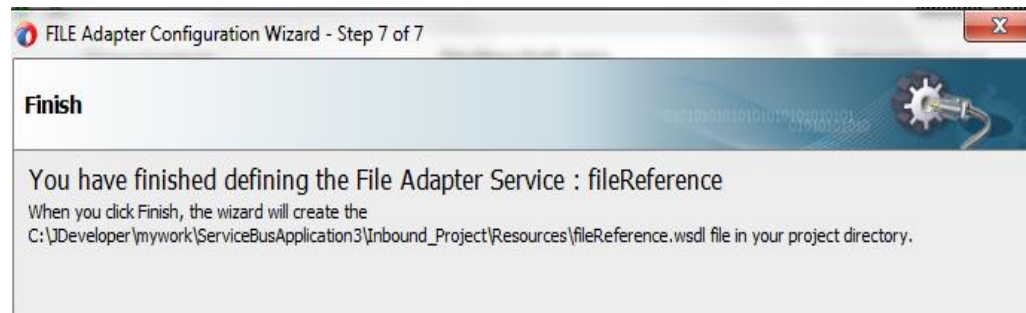 FILE Adapter Configuration Wizard - Step 7 of 7
Finish
You have finished defining the File Adapter Service : fileReference
When you click Finish, the wizard will create the
C:\JDeveloper\mywork\ServiceBusApplication3\Inbound_Project\Resources\fileReference.wsdl file in your project directory.